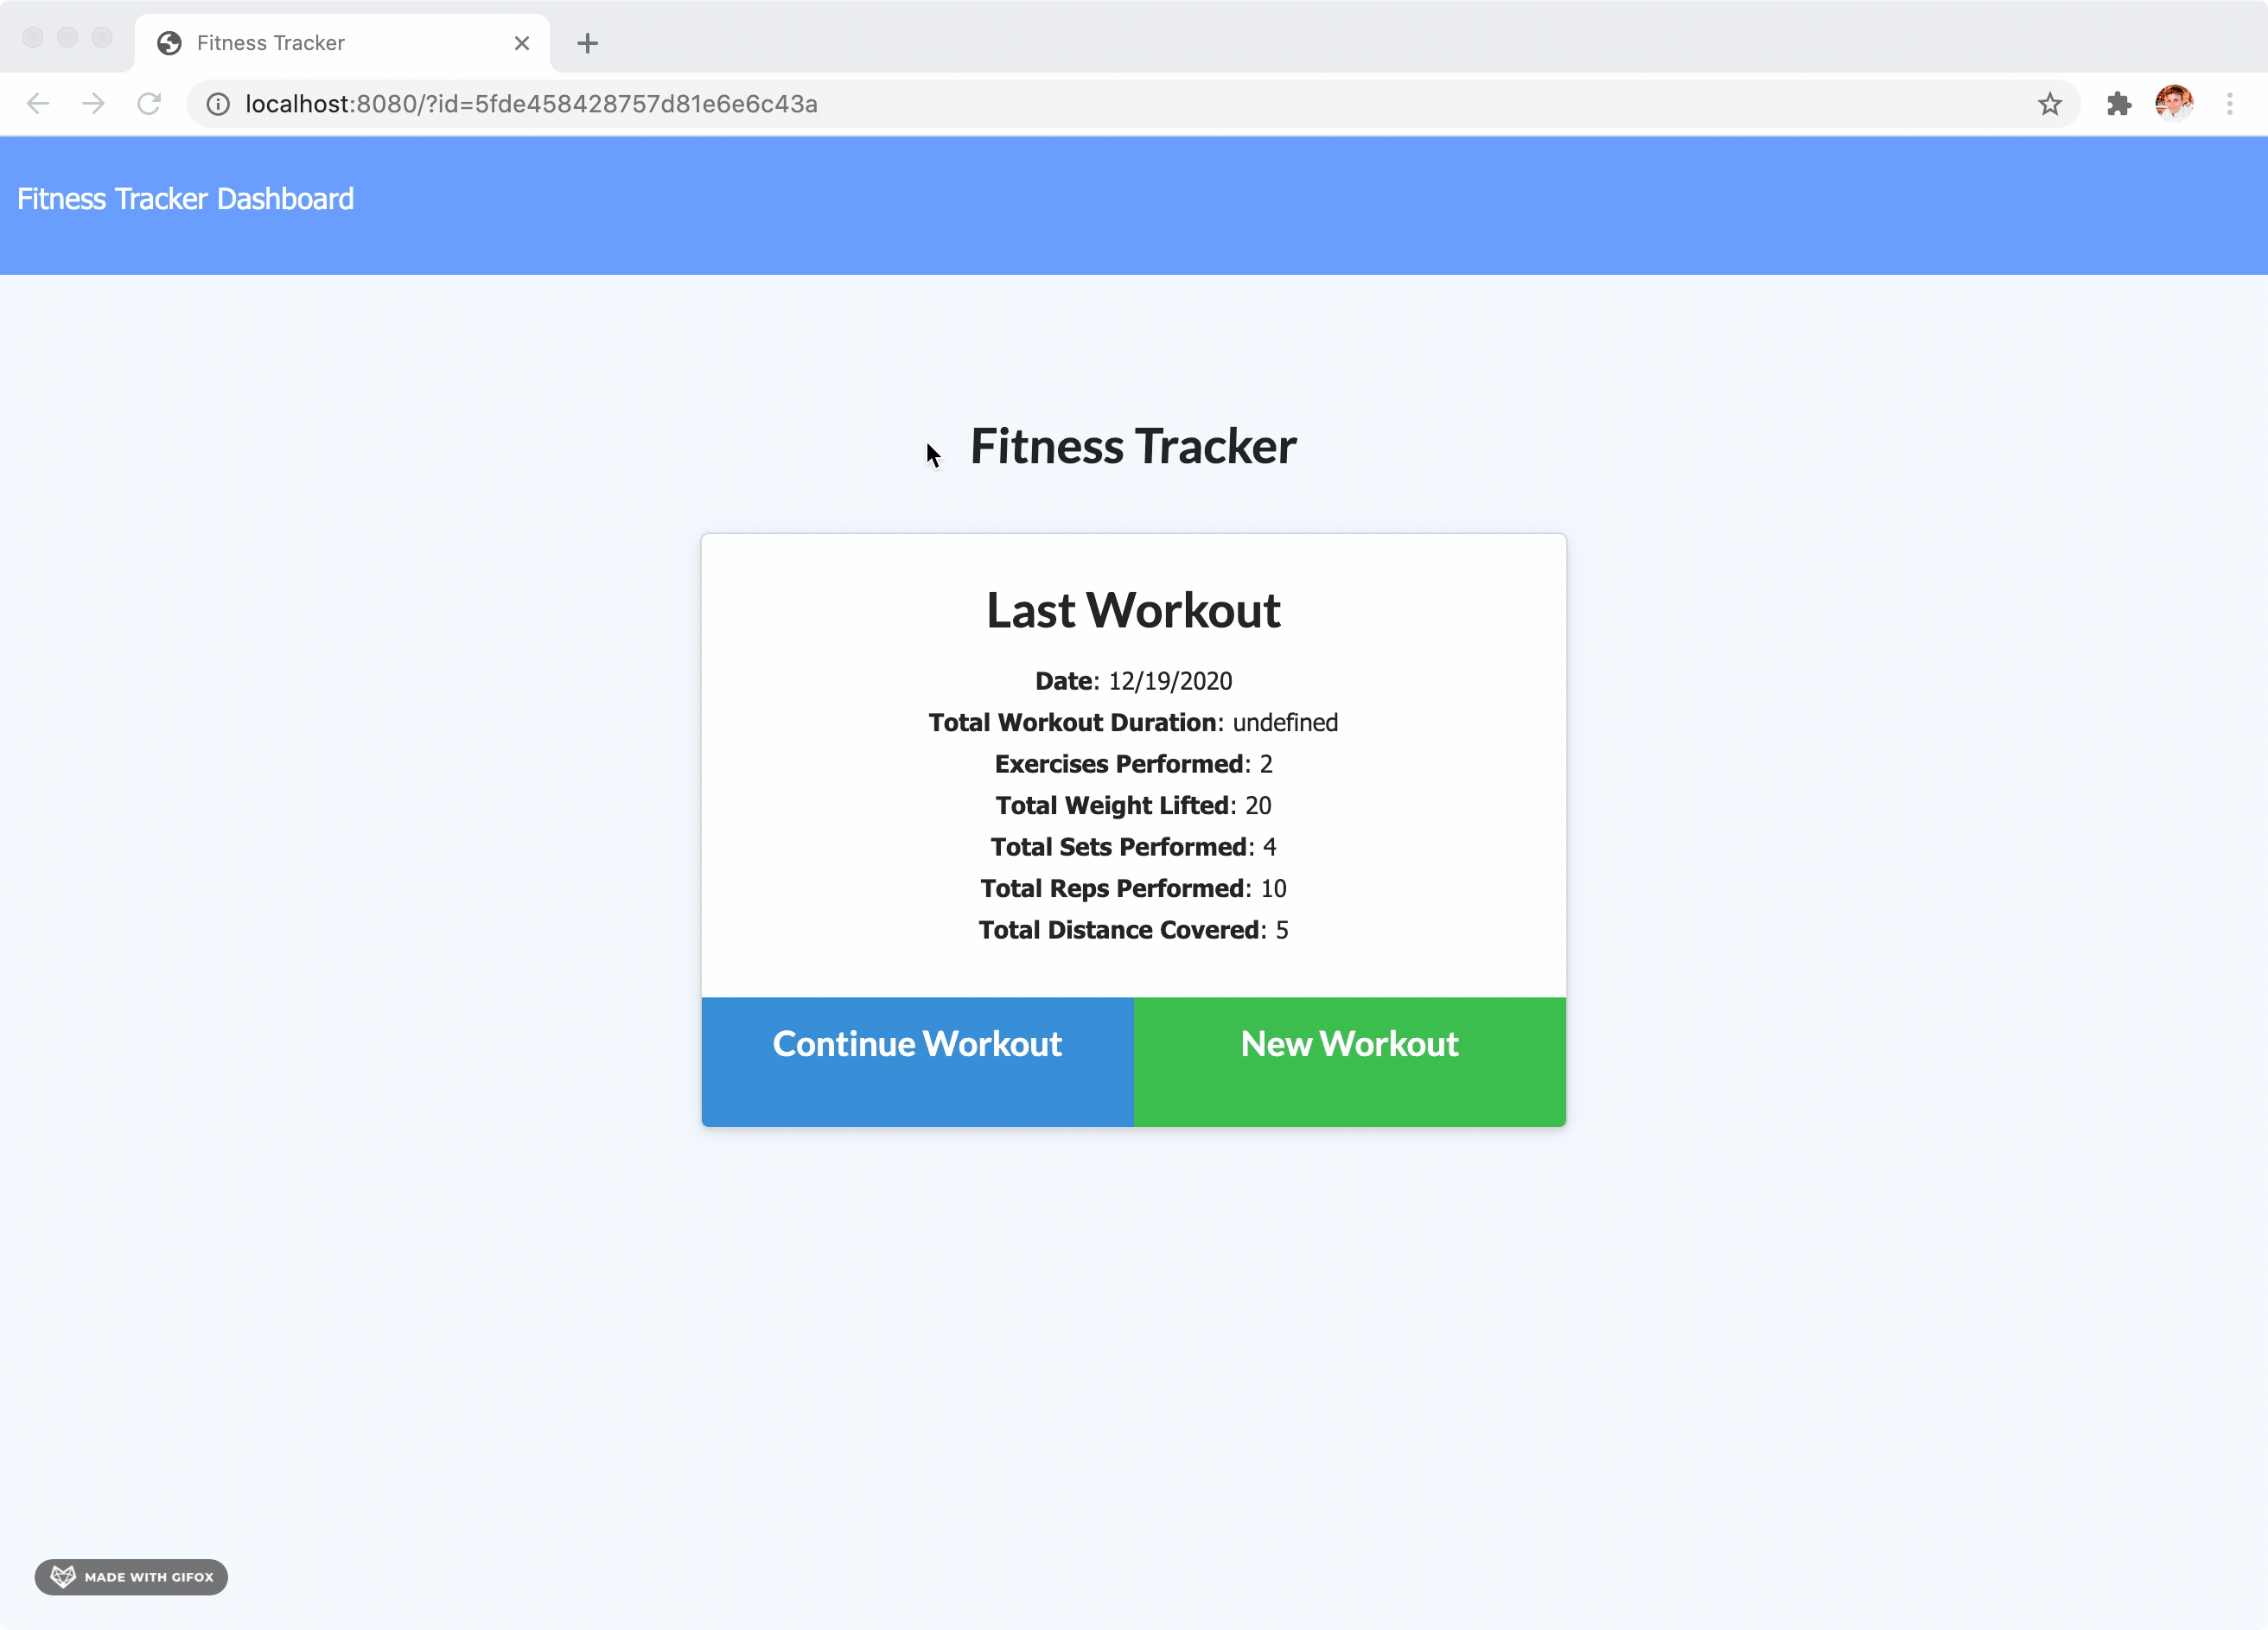 Fitness Tracker
localhost:8080/?id=5fde458428757d81e6e6c43a
Fitness Tracker Dashboard
Fitness Tracker
Last Workout
Date: 12/19/2020
Total Workout Duration: undefined
Exercises Performed: 2
Total Weight Lifted: 20
Total Sets Performed: 4
Total Reps Performed: 10
Total Distance Covered: 5
Continue Workout
New Workout
MADE WITH GIFOX